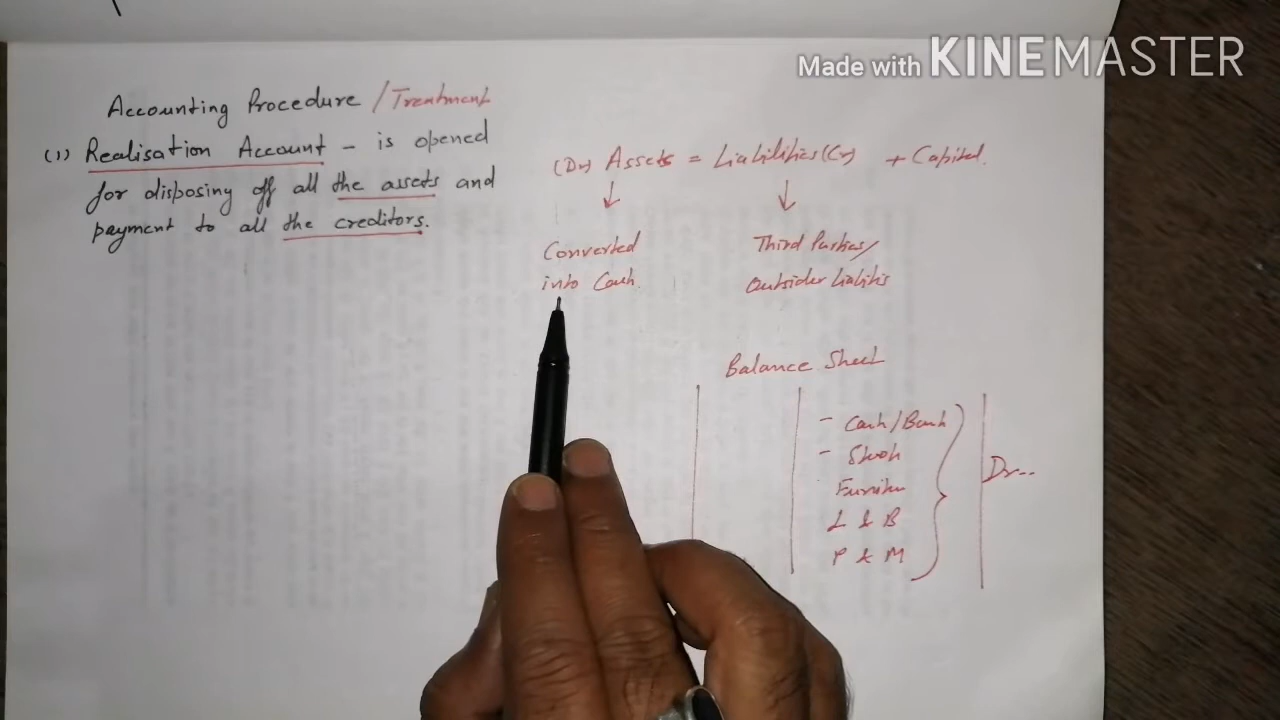 Made with KINEMASTER
Accounting Procedure / Treatment
(1) Realisation Account - is opened
for disposing off all the assets and
payment to all the creditors.
(Dr) Assets = Liabilities (Cr) + Capital.
↓ ↓
Converted
into Cash.
Third Parties/
Outsider Lialitis
Balance Sheet
- Cash/Bank
- Stock
Furnitu
L & B
P & M
Dr..